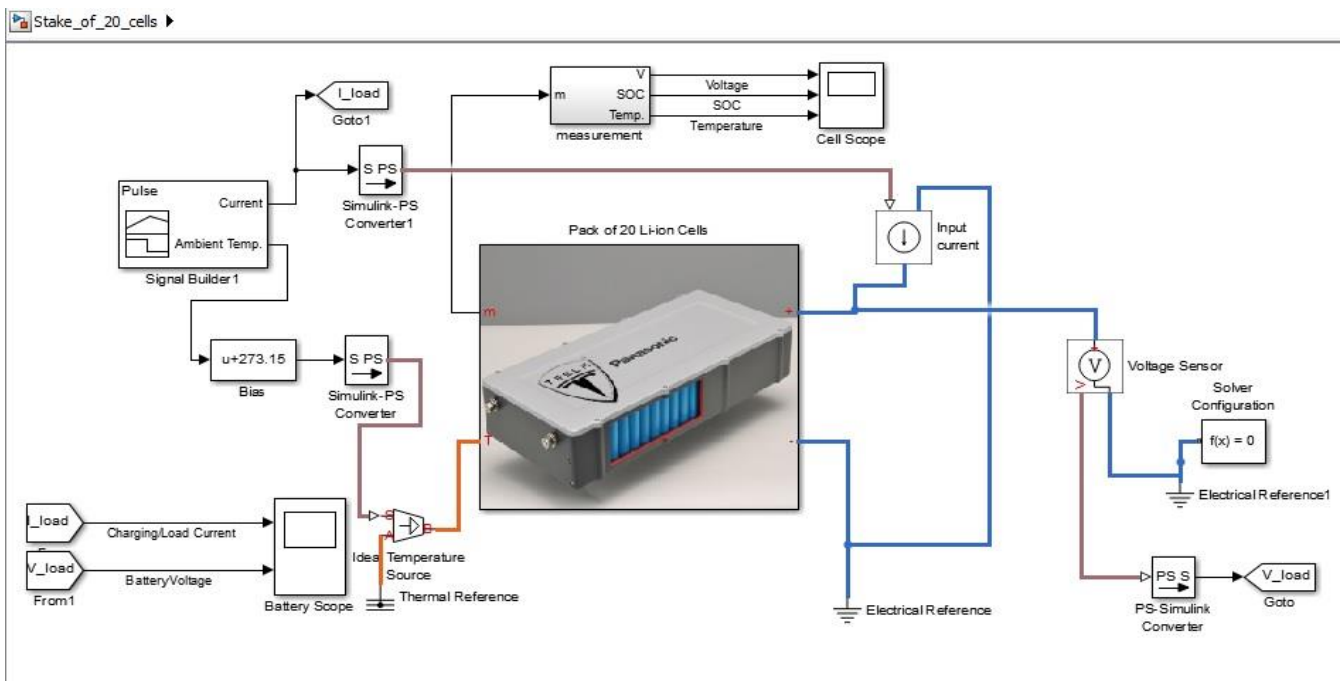 Stake_of_20_cells
I_load
Goto1
m
V
SOC
Temp.
measurement
Voltage
SOC
Temperature
Cell Scope
Pulse
Current
Ambient Temp.
Signal Builder1
S PS
Simulink-PS
Converter1
Input
current
Pack of 20 Li-ion Cells
m
+
T
-
TESLA
Panasonic
u+273.15
Bias
S PS
Simulink-PS
Converter
V
V
Voltage Sensor
Solver
Configuration
f(x) = 0
Electrical Reference1
I_load
Charging/Load Current
V_load
BatteryVoltage
From1
Battery Scope
S
A
B
Ideal Temperature
Source
Thermal Reference
Electrical Reference
PS S
PS-Simulink
Converter
V_load
Goto